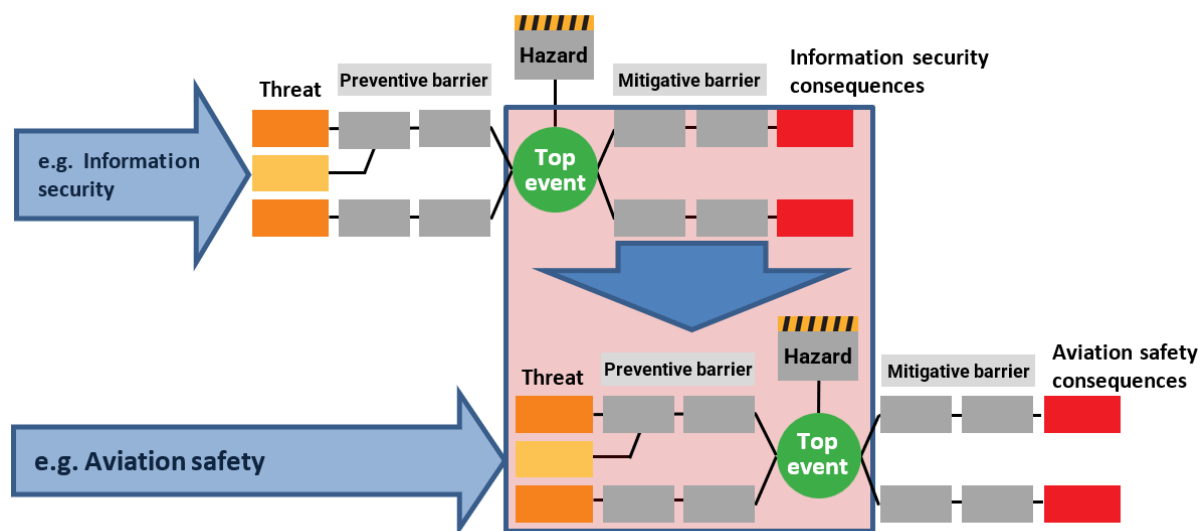 Hazard
Information security
consequences
Preventive barrier
Mitigative barrier
Threat
e.g. Information
security
Top
event
Hazard
Aviation safety
consequences
Preventive barrier
Mitigative barrier
Threat
e.g. Aviation safety
Top
event